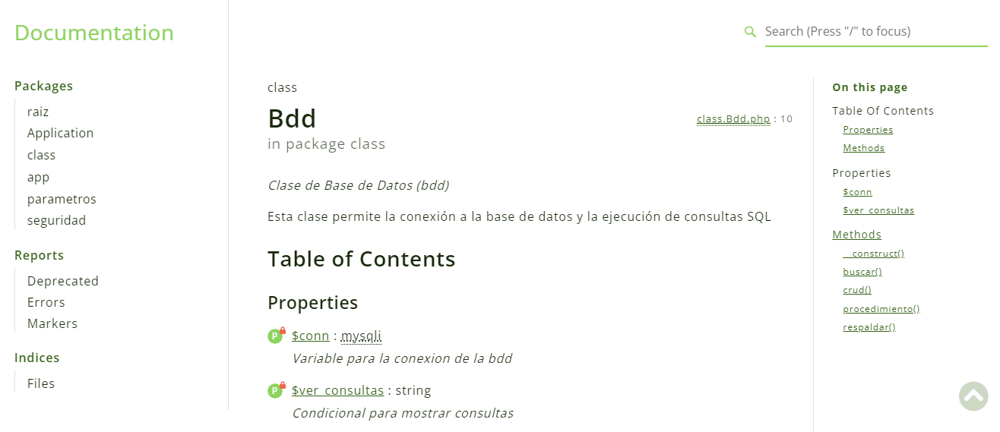 Documentation
Search (Press "/" to focus)
Packages
raiz
Application
class
app
parametros
seguridad
Reports
Deprecated
Errors
Markers
Indices
Files
class
Bdd
class.Bdd.php : 10
in package class
Clase de Base de Datos (bdd)
Esta clase permite la conexión a la base de datos y la ejecución de consultas SQL
Table of Contents
Properties
P $conn : mysqli
Variable para la conexion de la bdd
P $ver_consultas : string
Condicional para mostrar consultas
On this page
Table Of Contents
Properties
Methods
Properties
$conn
$ver_consultas
Methods
__construct()
buscar()
crud()
procedimiento()
respaldar()